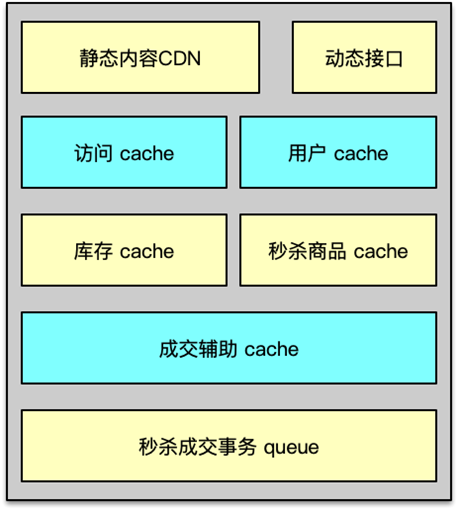 静态内容CDN
动态接口
访问 cache
用户 cache
库存 cache
秒杀商品 cache
成交辅助 cache
秒杀成交事务 queue